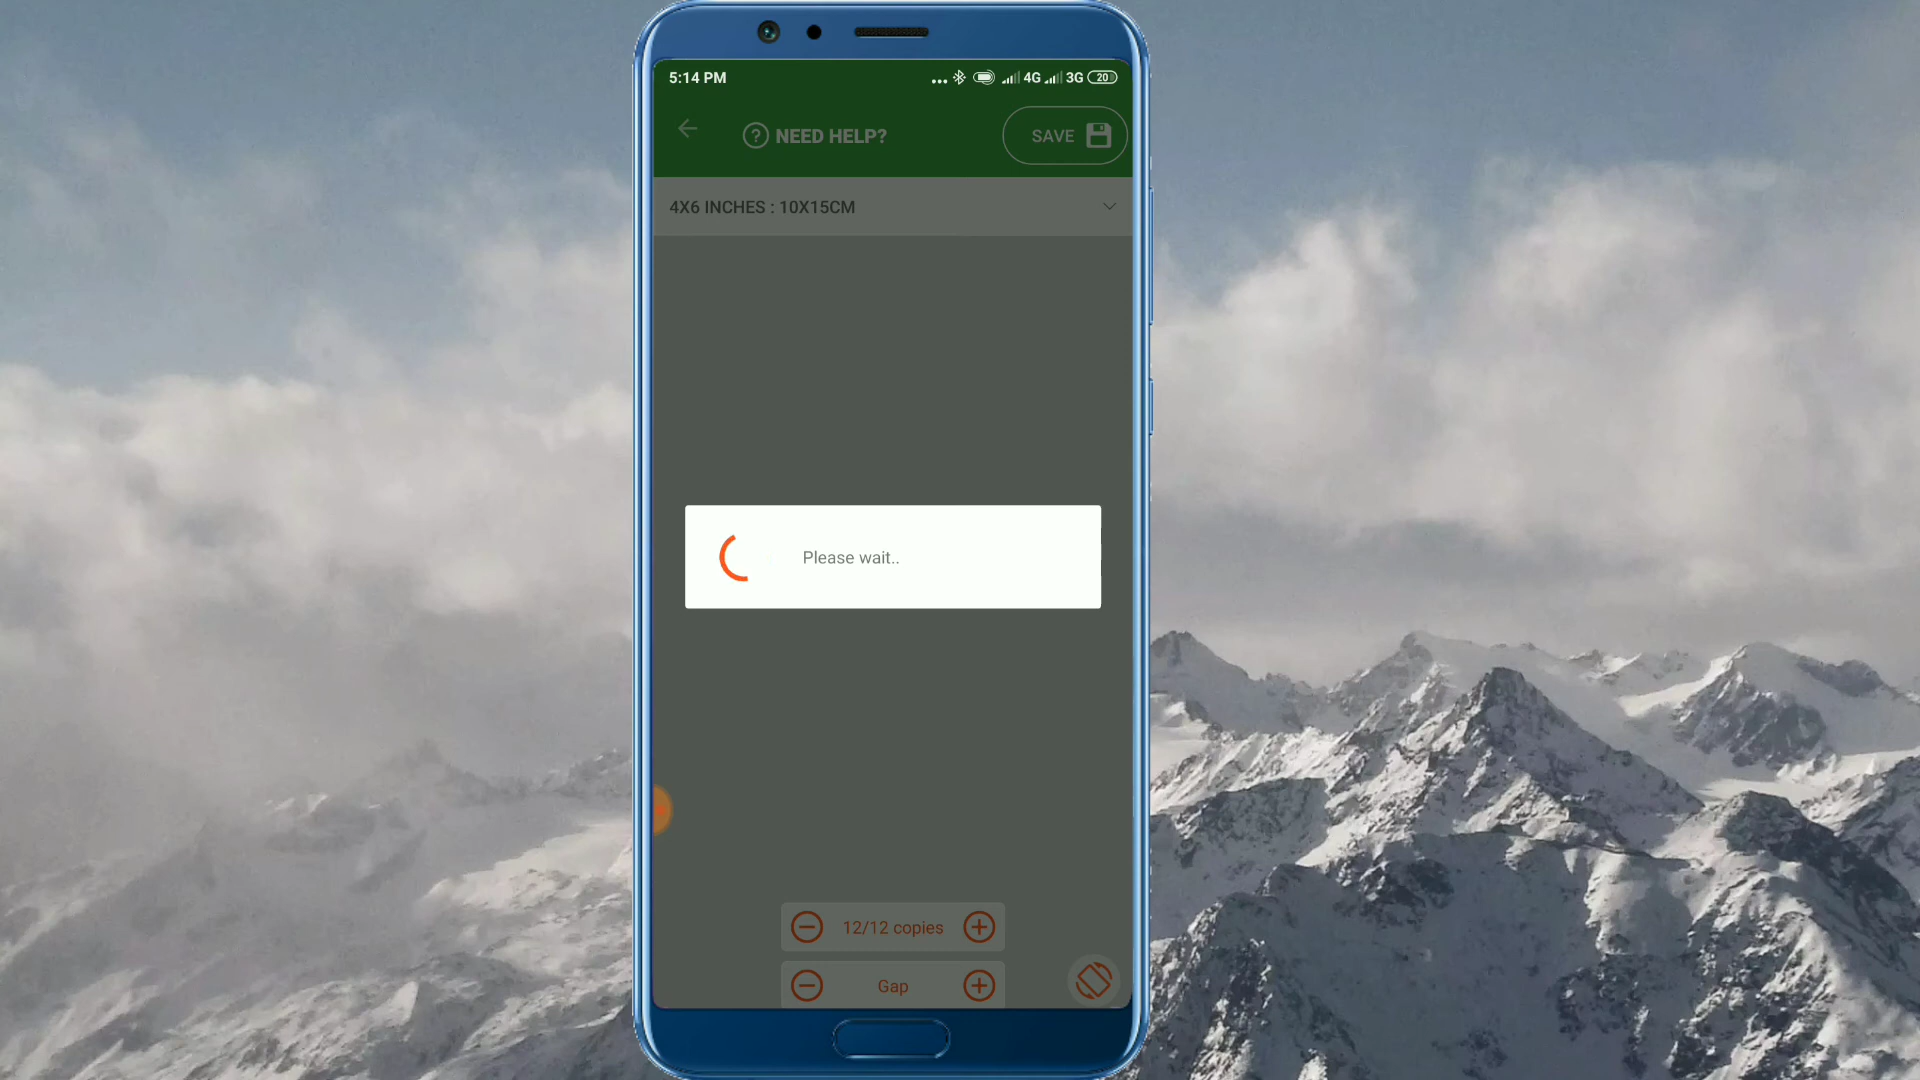 5:14 PM
4G 3G 20
NEED HELP?
SAVE
4X6 INCHES : 10X15CM
Please wait..
12/12 copies
Gap